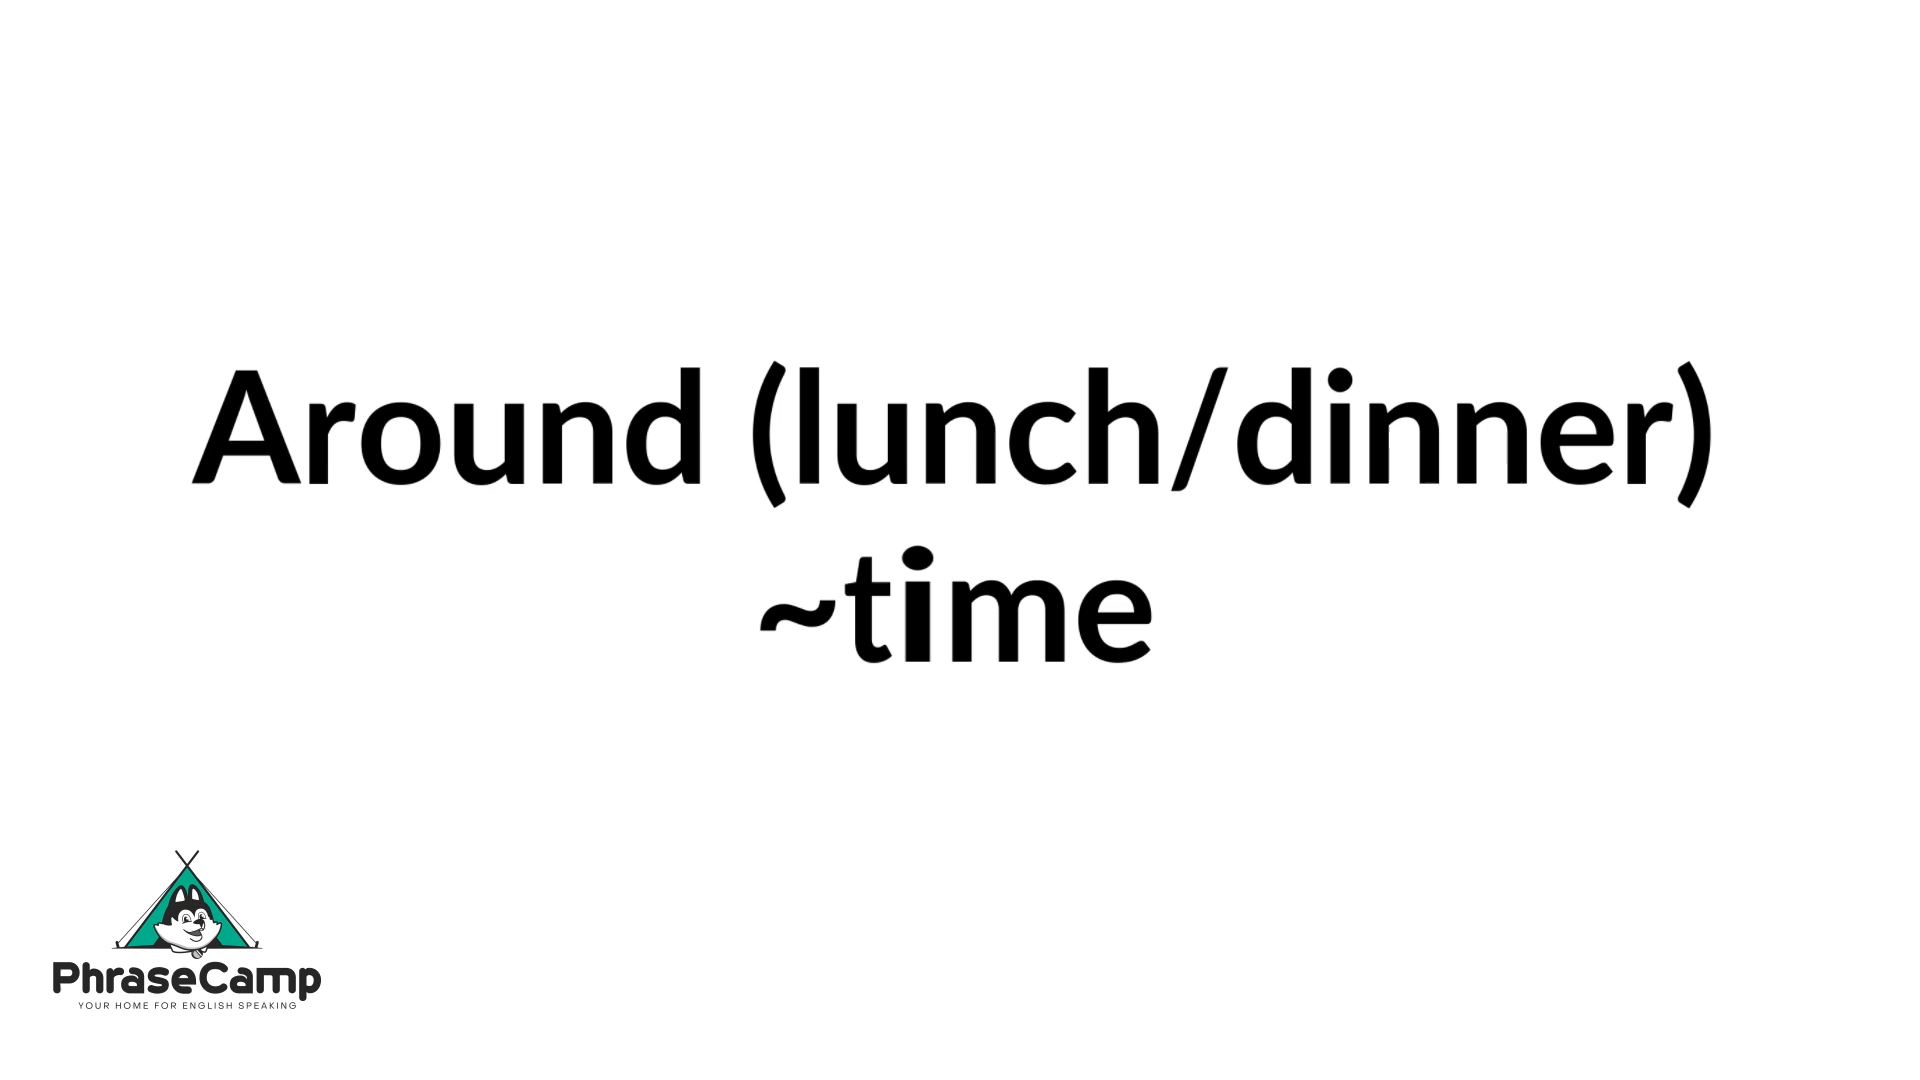 Around (lunch/dinner)
~time
PhraseCamp
YOUR HOME FOR ENGLISH SPEAKING